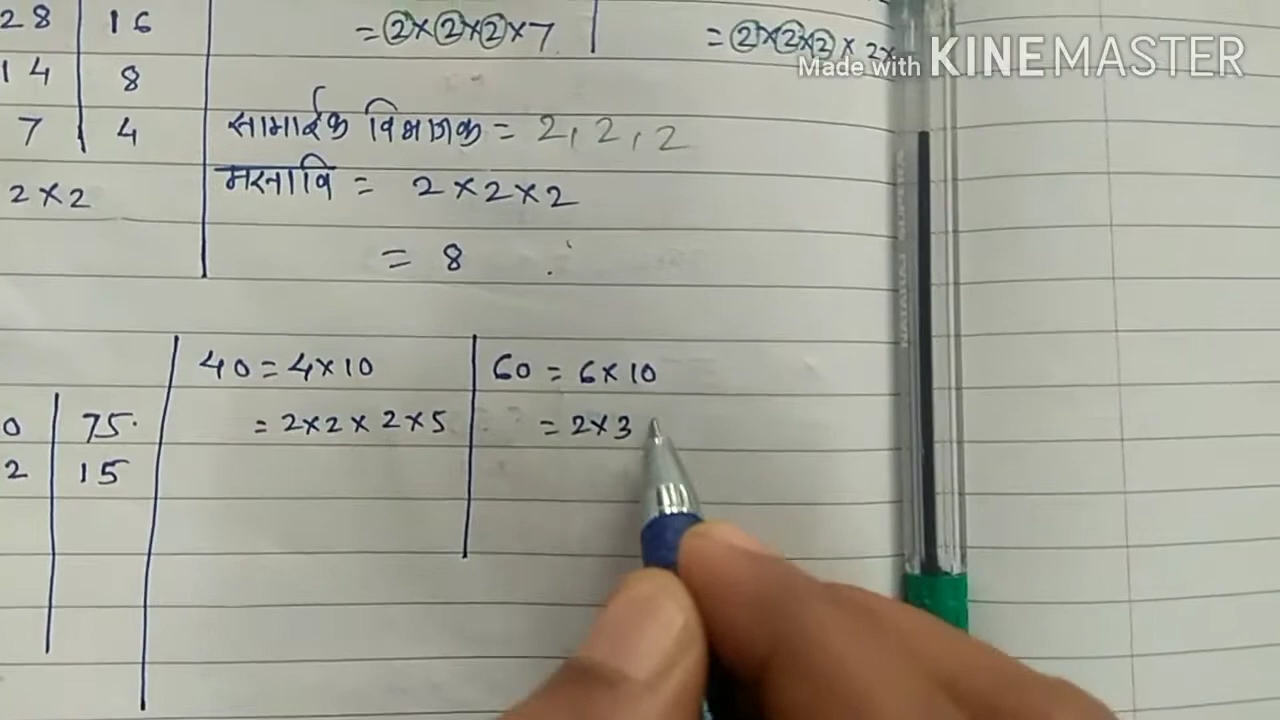 28 | 16
= 2×2×2×7 | = 2×2×2×2×
Made with KINEMASTER
14 | 8
7 | 4
सामाईक विभाजक = 2, 2, 2
2×2
मसावि = 2×2×2
= 8
40 = 4×10 | 60 = 6×10
0 | 75
= 2×2×2×5 | = 2×3
2 | 15